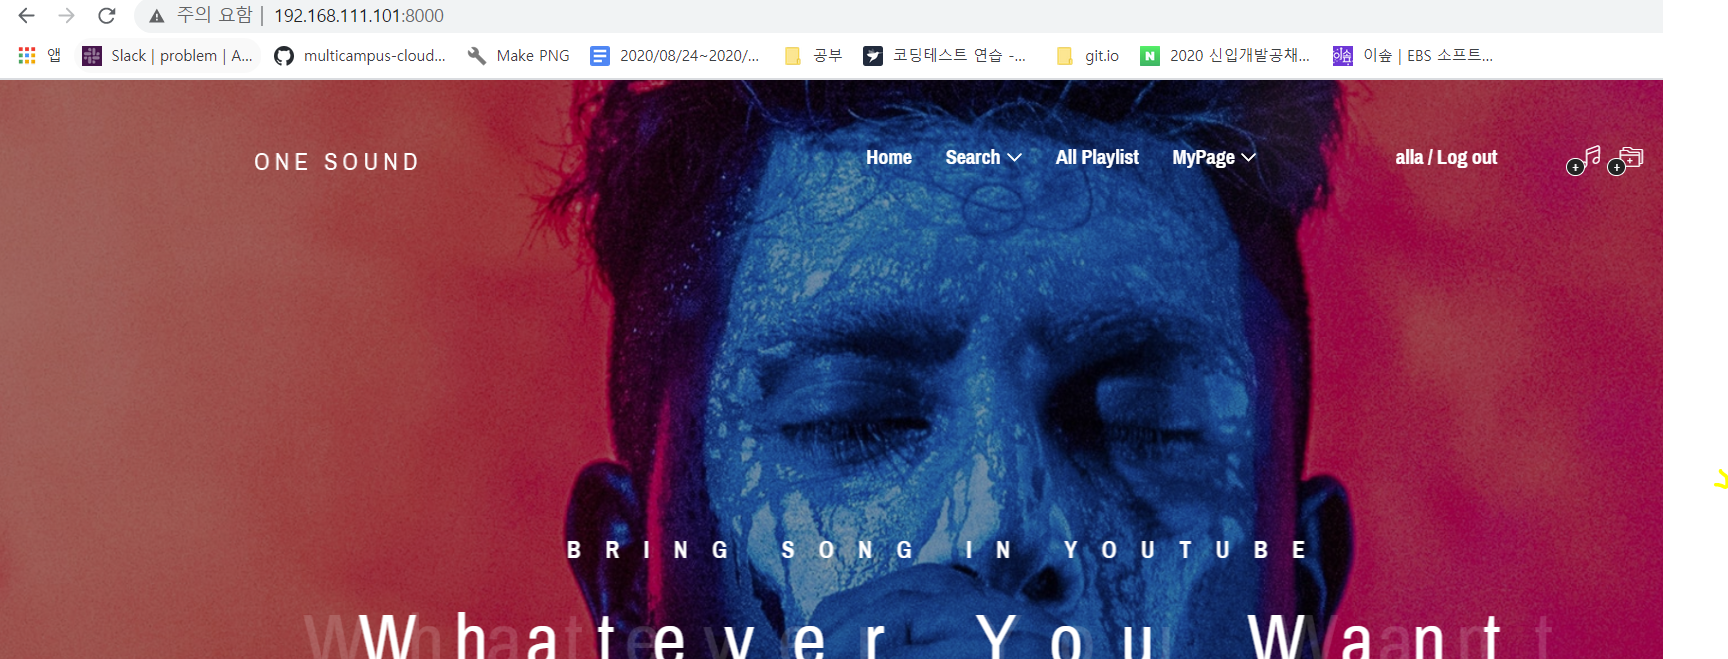 주의 요함 | 192.168.111.101:8000
앱 Slack | problem | A... multicampus-cloud... Make PNG 2020/08/24~2020/... 공부 코딩테스트 연습 -... git.io N 2020 신입개발공채... 이솦 이솦 | EBS 소프트...
ONE SOUND Home Search All Playlist MyPage alla / Log out
BRING SONG IN YOUTUBE
Whatever You Want